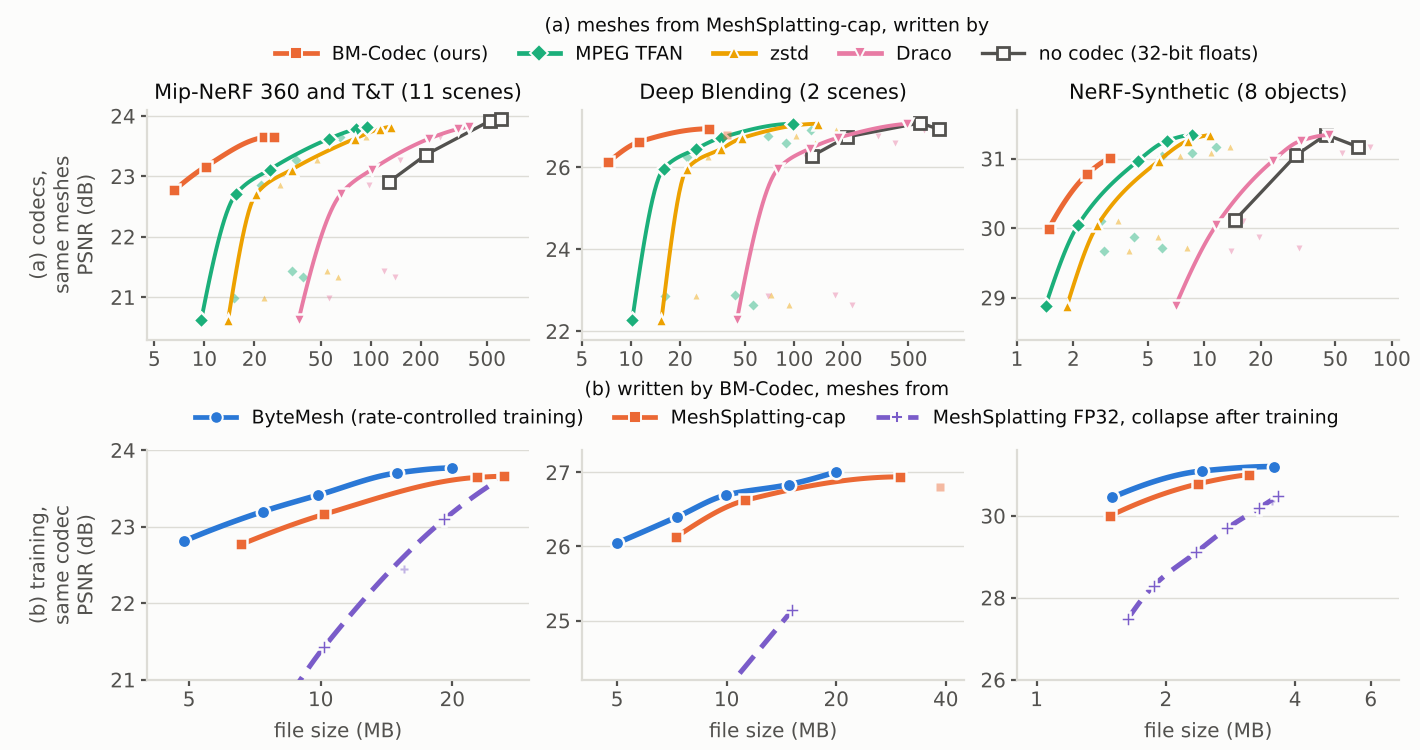 (a) meshes from MeshSplatting-cap, written by
BM-Codec (ours) MPEG TFAN zstd Draco no codec (32-bit floats)
Mip-NeRF 360 and T&T (11 scenes) Deep Blending (2 scenes) NeRF-Synthetic (8 objects)
(a) codecs,
same meshes
PSNR (dB)
24
23
22
21
5 10 20 50 100 200 500
26
24
22
5 10 20 50 100 200 500
31
30
29
1 2 5 10 20 50 100
(b) written by BM-Codec, meshes from
ByteMesh (rate-controlled training) MeshSplatting-cap MeshSplatting FP32, collapse after training
(b) training,
same codec
PSNR (dB)
24
23
22
21
5 10 20
file size (MB)
27
26
25
5 10 20 40
file size (MB)
30
28
26
1 2 4 6
file size (MB)